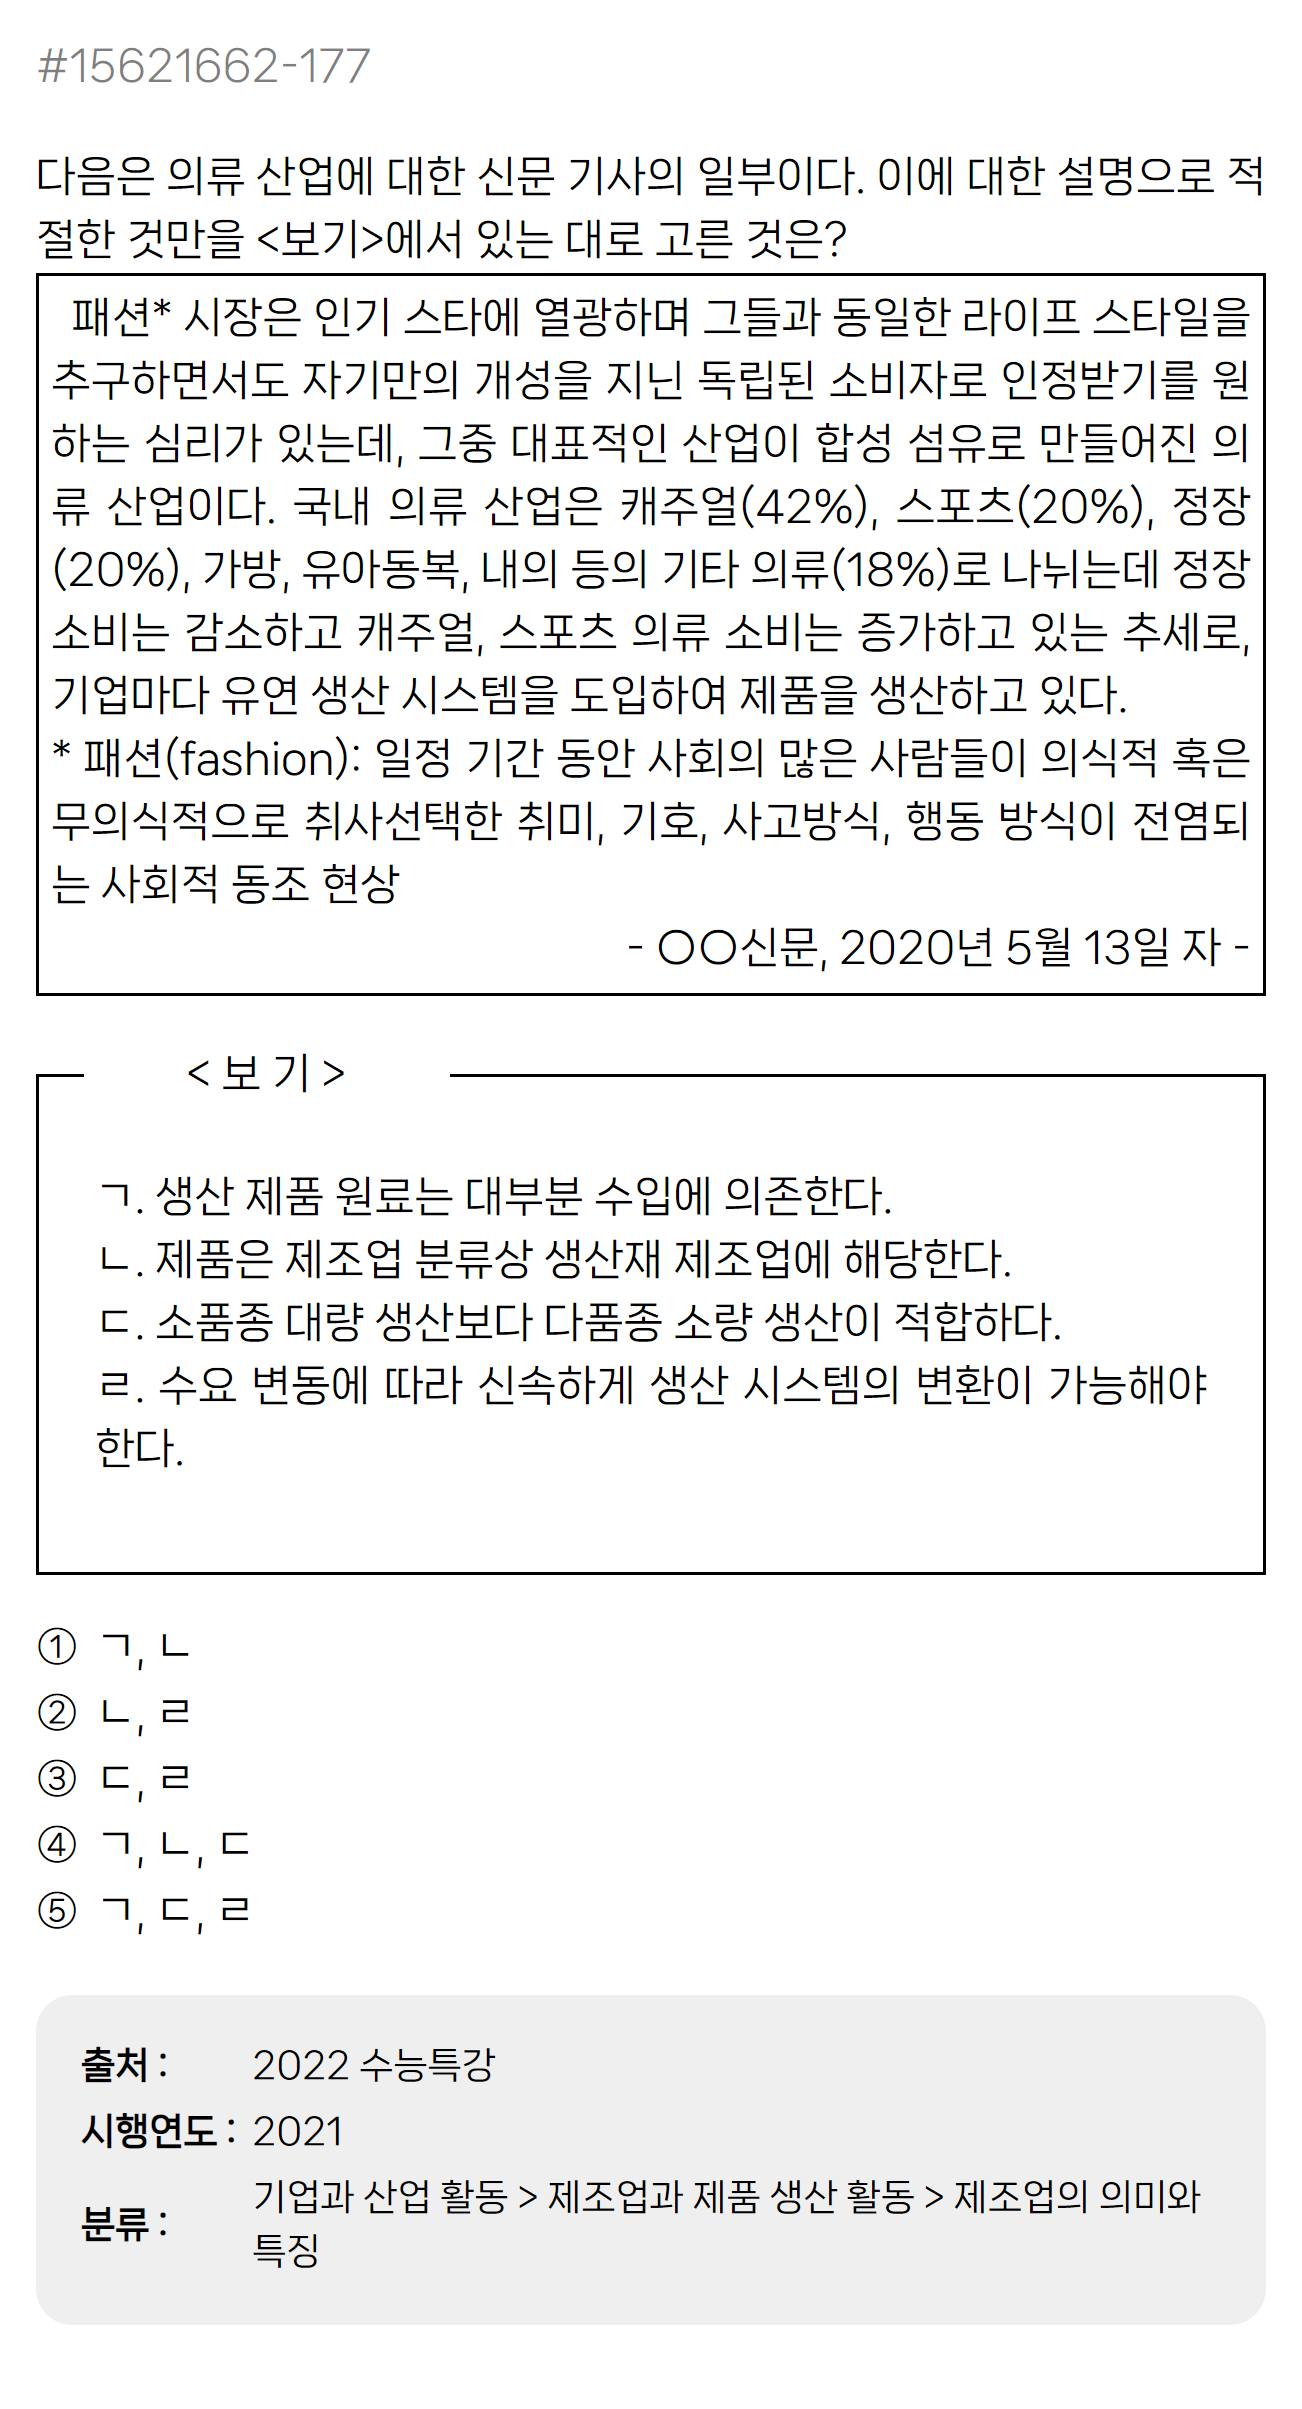 #15621662-177
다음은 의류 산업에 대한 신문 기사의 일부이다. 이에 대한 설명으로 적
절한 것만을 <보기>에서 있는 대로 고른 것은?
패션* 시장은 인기 스타에 열광하며 그들과 동일한 라이프 스타일을
추구하면서도 자기만의 개성을 지닌 독립된 소비자로 인정받기를 원
하는 심리가 있는데, 그중 대표적인 산업이 합성 섬유로 만들어진 의
류 산업이다. 국내 의류 산업은 캐주얼(42%), 스포츠(20%), 정장
(20%), 가방, 유아동복, 내의 등의 기타 의류(18%)로 나뉘는데 정장
소비는 감소하고 캐주얼, 스포츠 의류 소비는 증가하고 있는 추세로,
기업마다 유연 생산 시스템을 도입하여 제품을 생산하고 있다.
* 패션(fashion): 일정 기간 동안 사회의 많은 사람들이 의식적 혹은
무의식적으로 취사선택한 취미, 기호, 사고방식, 행동 방식이 전염되
는 사회적 동조 현상
- 〇〇신문, 2020년 5월 13일 자 -
< 보 기 >
ㄱ. 생산 제품 원료는 대부분 수입에 의존한다.
ㄴ. 제품은 제조업 분류상 생산재 제조업에 해당한다.
ㄷ. 소품종 대량 생산보다 다품종 소량 생산이 적합하다.
ㄹ. 수요 변동에 따라 신속하게 생산 시스템의 변환이 가능해야
한다.
① ㄱ, ㄴ
② ㄴ, ㄹ
③ ㄷ, ㄹ
④ ㄱ, ㄴ, ㄷ
⑤ ㄱ, ㄷ, ㄹ
출처 : 2022 수능특강
시행연도 : 2021
분류 : 기업과 산업 활동 > 제조업과 제품 생산 활동 > 제조업의 의미와
특징